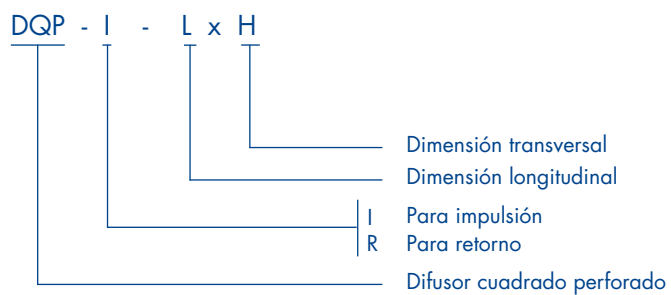 DQP - I - L x H
Dimensión transversal
Dimensión longitudinal
I Para impulsión
R Para retorno
Difusor cuadrado perforado